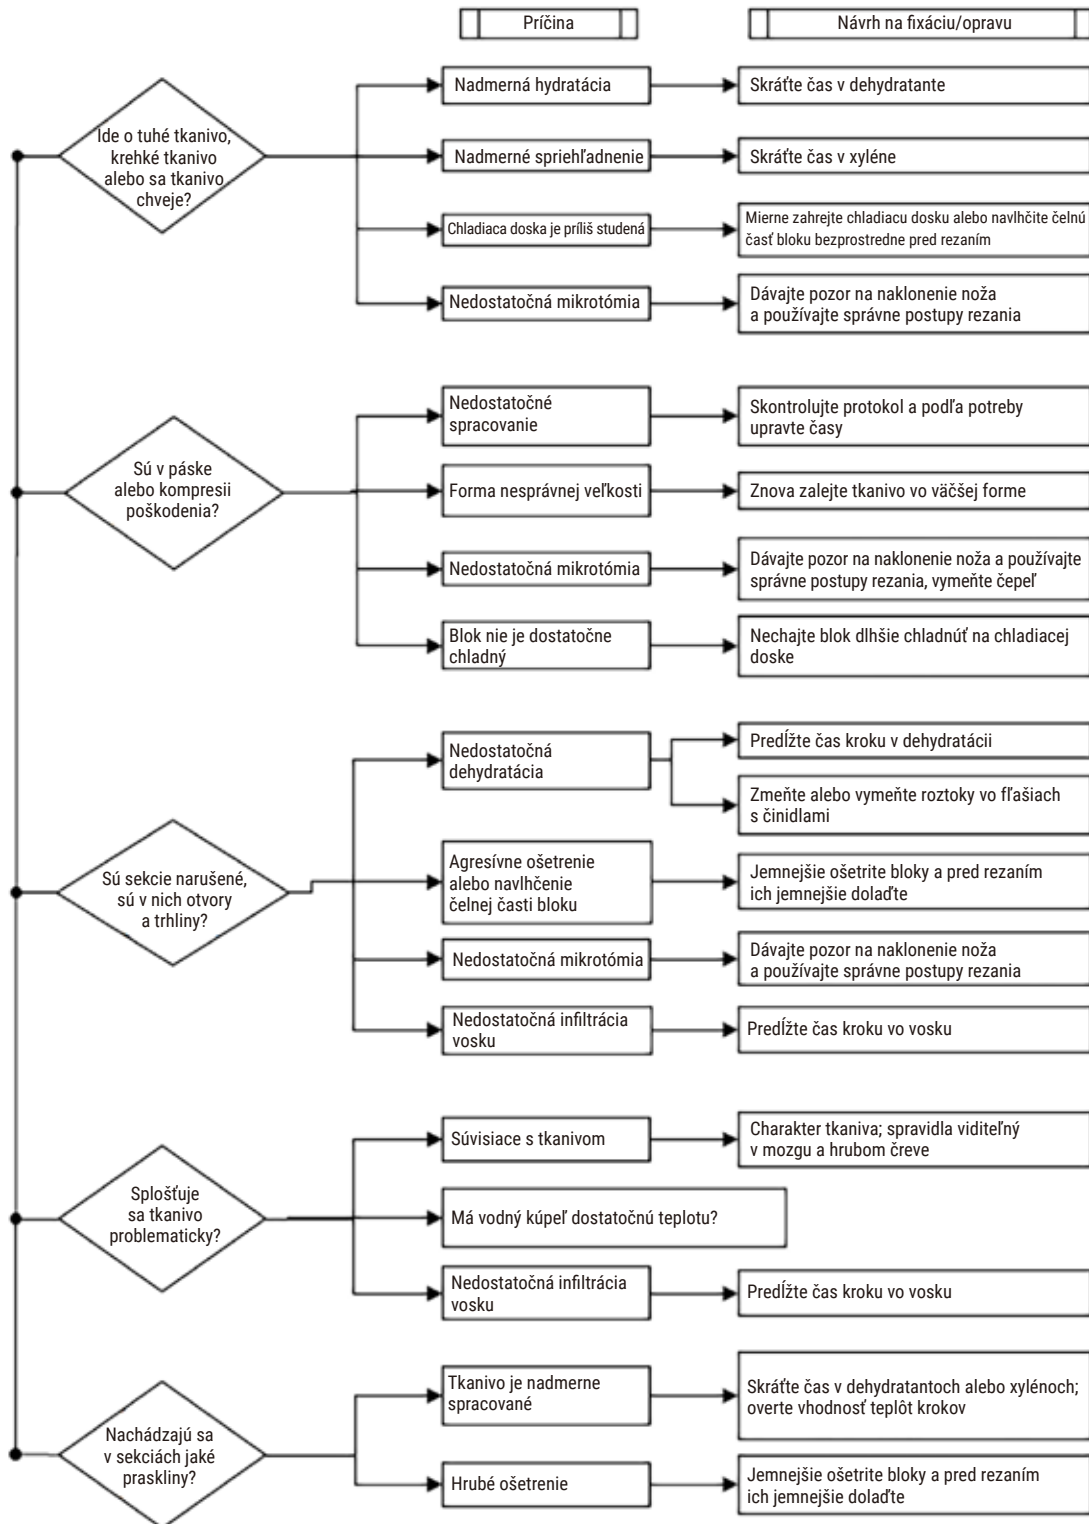 Príčina
Návrh na fixáciu/opravu
Ide o tuhé tkanivo,
krehké tkanivo
alebo sa tkanivo
chveje?
Nadmerná hydratácia
Skráťte čas v dehydratante
Nadmerné spriehľadnenie
Skráťte čas v xyléne
Chladiaca doska je príliš studená
Mierne zahrejte chladiacu dosku alebo navlhčite čelnú
časť bloku bezprostredne pred rezaním
Nedostatočná mikrotómia
Dávajte pozor na naklonenie noža
a používajte správne postupy rezania
Sú v páske
alebo kompresii
poškodenia?
Nedostatočné
spracovanie
Skontrolujte protokol a podľa potreby
upravte časy
Forma nesprávnej veľkosti
Znova zalejte tkanivo vo väčšej forme
Nedostatočná mikrotómia
Dávajte pozor na naklonenie noža a používajte
správne postupy rezania, vymeňte čepeľ
Blok nie je dostatočne
chladný
Nechajte blok dlhšie chladnúť na chladiacej
doske
Sú sekcie narušené,
sú v nich otvory
a trhliny?
Nedostatočná
dehydratácia
Predĺžte čas kroku v dehydratácii
Zmeňte alebo vymeňte roztoky vo fľašiach
s činidlami
Agresívne ošetrenie
alebo navlhčenie
čelnej časti bloku
Jemnejšie ošetrite bloky a pred rezaním
ich jemnejšie dolaďte
Nedostatočná mikrotómia
Dávajte pozor na naklonenie noža
a používajte správne postupy rezania
Nedostatočná infiltrácia
vosku
Predĺžte čas kroku vo vosku
Splošťuje
sa tkanivo
problematicky?
Súvisiace s tkanivom
Charakter tkaniva; spravidla viditeľný
v mozgu a hrubom čreve
Má vodný kúpeľ dostatočnú teplotu?
Nedostatočná infiltrácia
vosku
Predĺžte čas kroku vo vosku
Nachádzajú sa
v sekciách jaké
praskliny?
Tkanivo je nadmerne
spracované
Skráťte čas v dehydratantoch alebo xylénoch;
overte vhodnosť teplôt krokov
Hrubé ošetrenie
Jemnejšie ošetrite bloky a pred rezaním
ich jemnejšie dolaďte